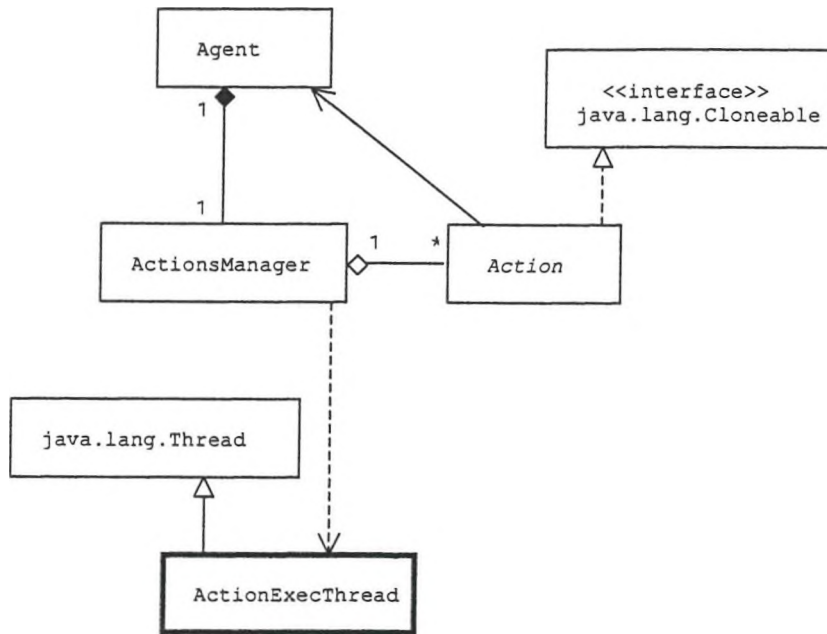 Agent
<<interface>>
java.lang.Cloneable
1
1
ActionsManager
1
*
Action
java.lang.Thread
ActionExecThread